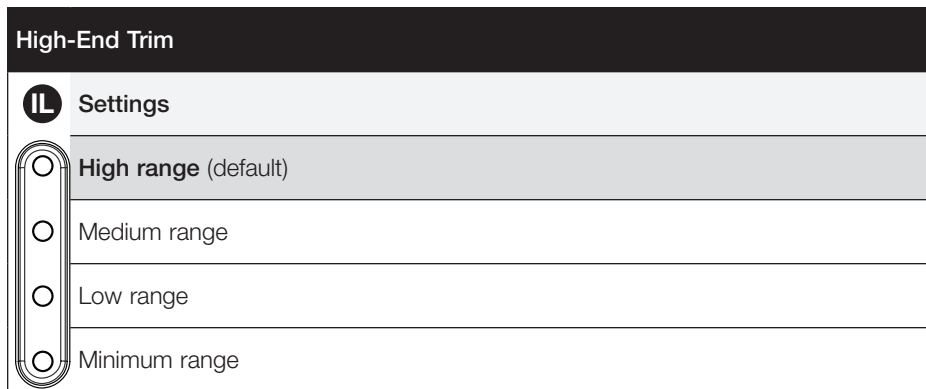 High-End Trim
IL Settings
High range (default)
Medium range
Low range
Minimum range